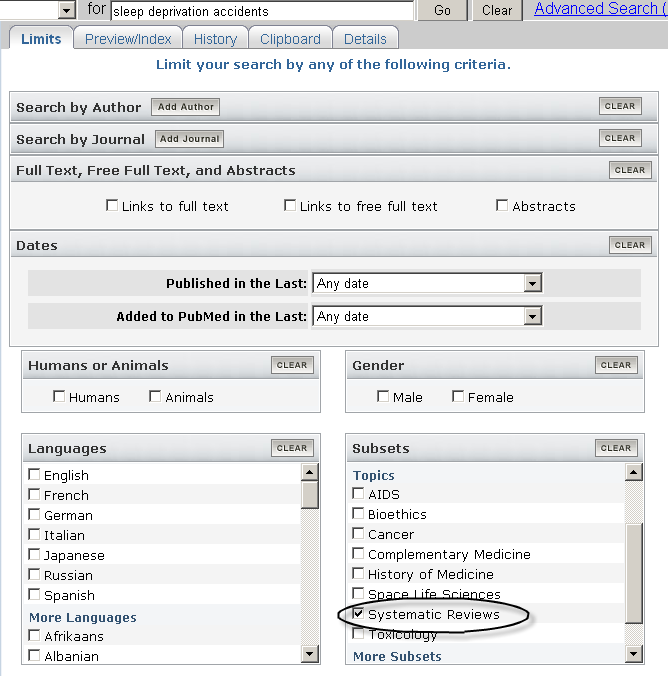 for sleep deprivation accidents Go Clear Advanced Search (
Limits Preview/Index History Clipboard Details
Limit your search by any of the following criteria.
Search by Author Add Author CLEAR
Search by Journal Add Journal CLEAR
Full Text, Free Full Text, and Abstracts CLEAR
Links to full text Links to free full text Abstracts
Dates CLEAR
Published in the Last: Any date
Added to PubMed in the Last: Any date
Humans or Animals CLEAR
Humans Animals
Gender CLEAR
Male Female
Languages CLEAR
English
French
German
Italian
Japanese
Russian
Spanish
More Languages
Afrikaans
Albanian
Subsets CLEAR
Topics
AIDS
Bioethics
Cancer
Complementary Medicine
History of Medicine
Space Life Sciences
Systematic Reviews
Toxicology
More Subsets